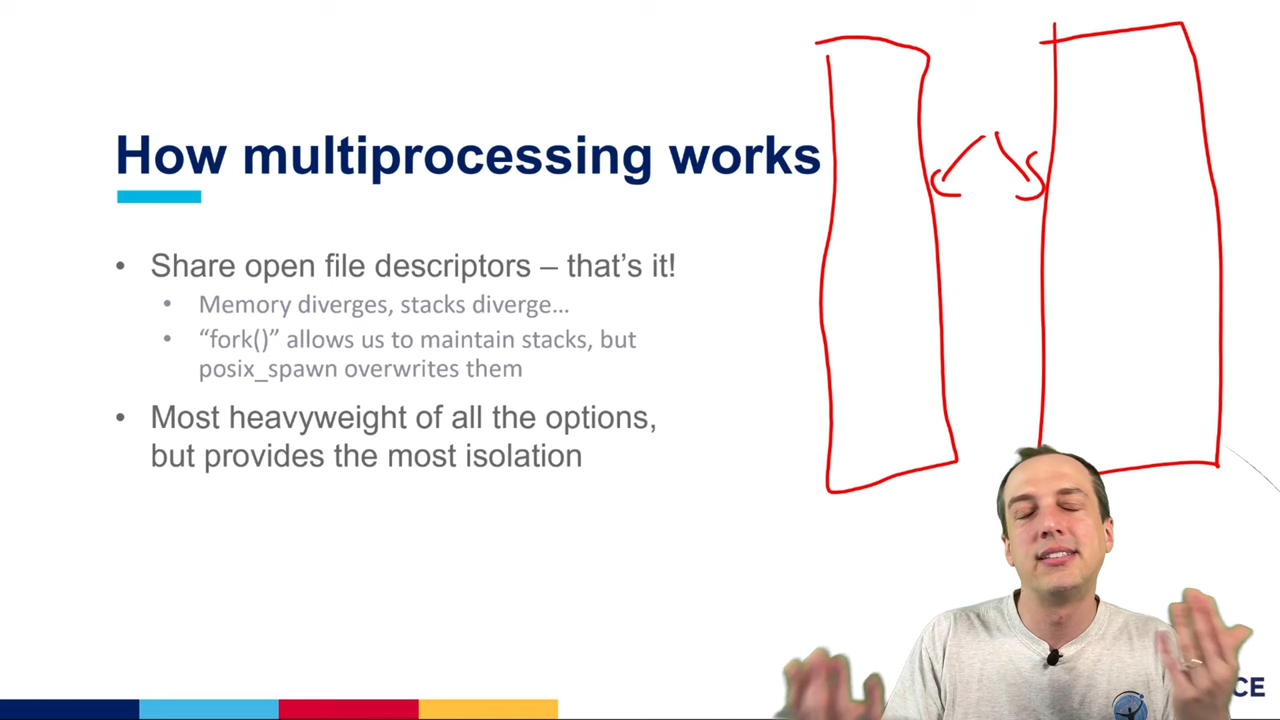 How multiprocessing works
• Share open file descriptors – that's it!
• Memory diverges, stacks diverge…
• “fork()” allows us to maintain stacks, but
posix_spawn overwrites them
• Most heavyweight of all the options,
but provides the most isolation
CE